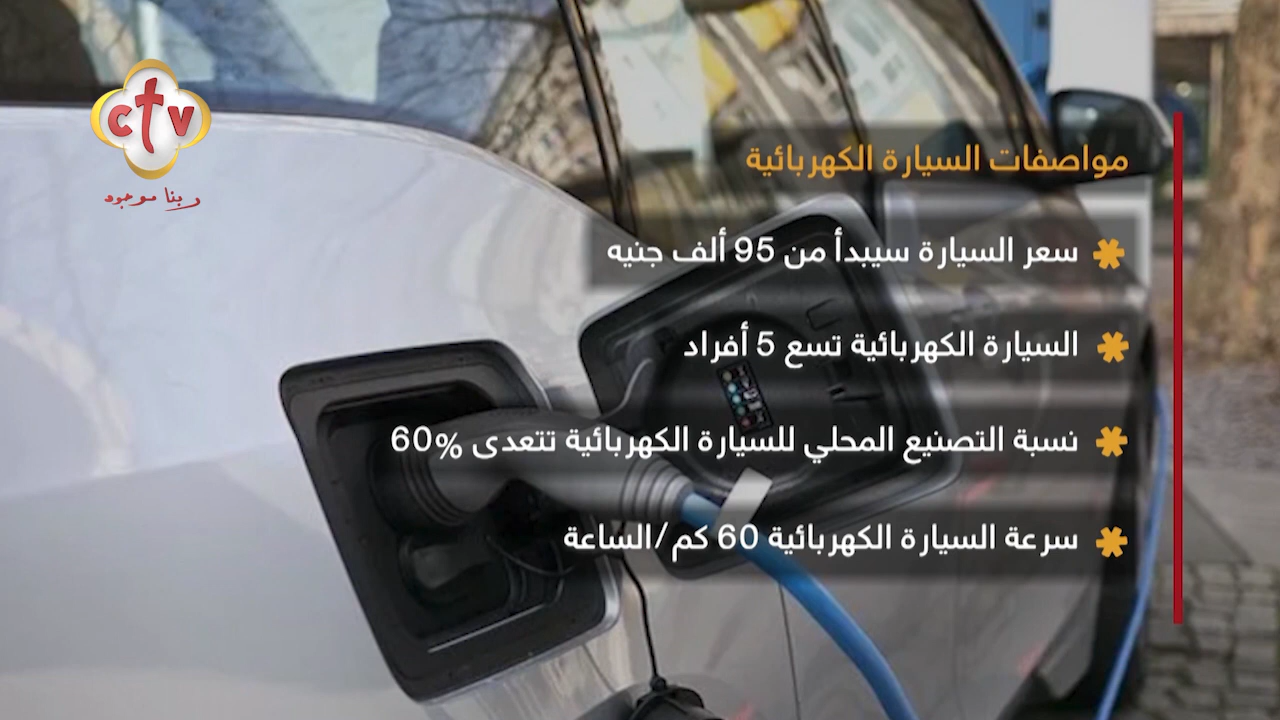 ctv
ربنا موجود
مواصفات السيارة الكهربائية
سعر السيارة سيبدأ من 95 ألف جنيه
السيارة الكهربائية تسع 5 أفراد
نسبة التصنيع المحلي للسيارة الكهربائية تتعدى 60%
سرعة السيارة الكهربائية 60 كم/الساعة